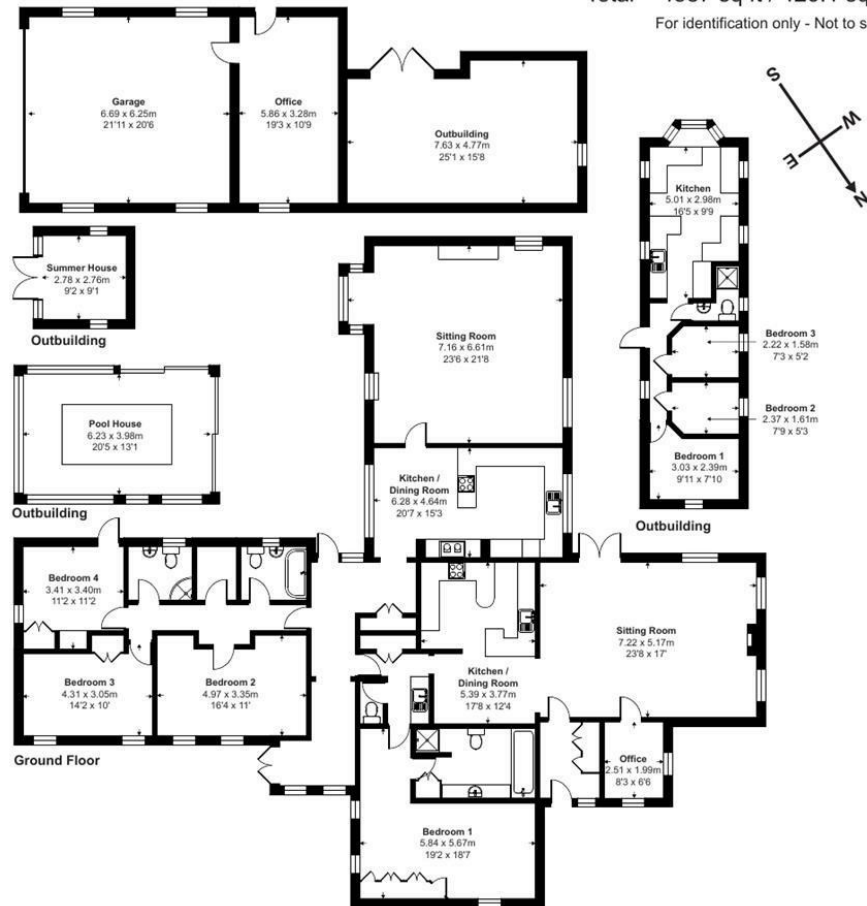 For identification only - Not to s
Garage
6.69 x 6.25m
21'11 x 20'6
Office
5.86 x 3.28m
19'3 x 10'9
Outbuilding
7.63 x 4.77m
25'1 x 15'8
S
W
E
N
Kitchen
5.01 x 2.98m
16'5 x 9'9
Summer House
2.78 x 2.76m
9'2 x 9'1
Outbuilding
Sitting Room
7.16 x 6.61m
23'6 x 21'8
Bedroom 3
2.22 x 1.58m
7'3 x 5'2
Pool House
6.23 x 3.98m
20'5 x 13'1
Outbuilding
Bedroom 2
2.37 x 1.61m
7'9 x 5'3
Kitchen /
Dining Room
6.28 x 4.64m
20'7 x 15'3
Bedroom 1
3.03 x 2.39m
9'11 x 7'10
Outbuilding
Bedroom 4
3.41 x 3.40m
11'2 x 11'2
Sitting Room
7.22 x 5.17m
23'8 x 17'
Bedroom 3
4.31 x 3.05m
14'2 x 10'
Bedroom 2
4.97 x 3.35m
16'4 x 11'
Kitchen /
Dining Room
5.39 x 3.77m
17'8 x 12'4
Ground Floor
Office
2.51 x 1.99m
8'3 x 6'6
Bedroom 1
5.84 x 5.67m
19'2 x 18'7